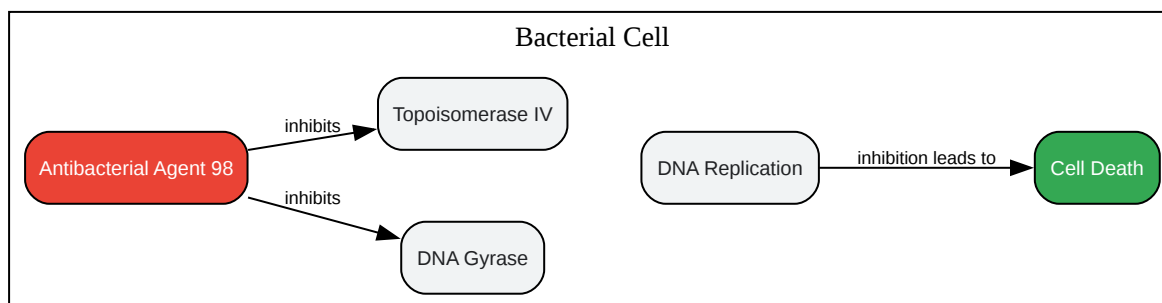 Bacterial Cell
Topoisomerase IV
inhibits
Antibacterial Agent 98
inhibits
DNA Gyrase
DNA Replication
inhibition leads to
Cell Death